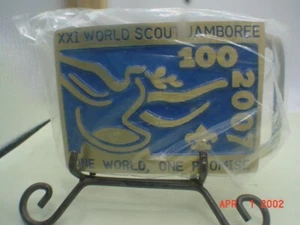 XXI WORLD SCOUT JAMBOREE
100
2007
ONE WORLD, ONE PROMISE
APR 1 2002